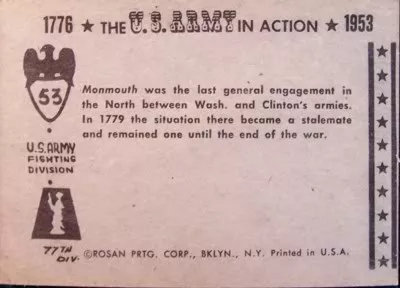 1776 ★ THE U.S. ARMY IN ACTION ★ 1953
53
Monmouth was the last general engagement in
the North between Wash. and Clinton's armies.
In 1779 the situation there became a stalemate
and remained one until the end of the war.
U.S. ARMY
FIGHTING
DIVISION
77TH
DIV.
©ROSAN PRTG. CORP., BKLYN., N.Y. Printed in U.S.A.